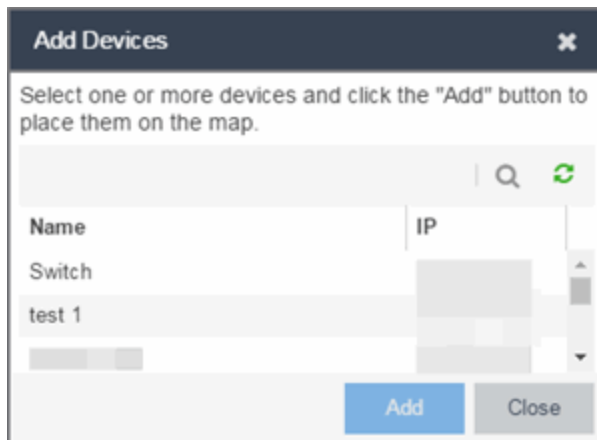 Add Devices
Select one or more devices and click the "Add" button to
place them on the map.
Name IP
Switch
test 1
Add Close